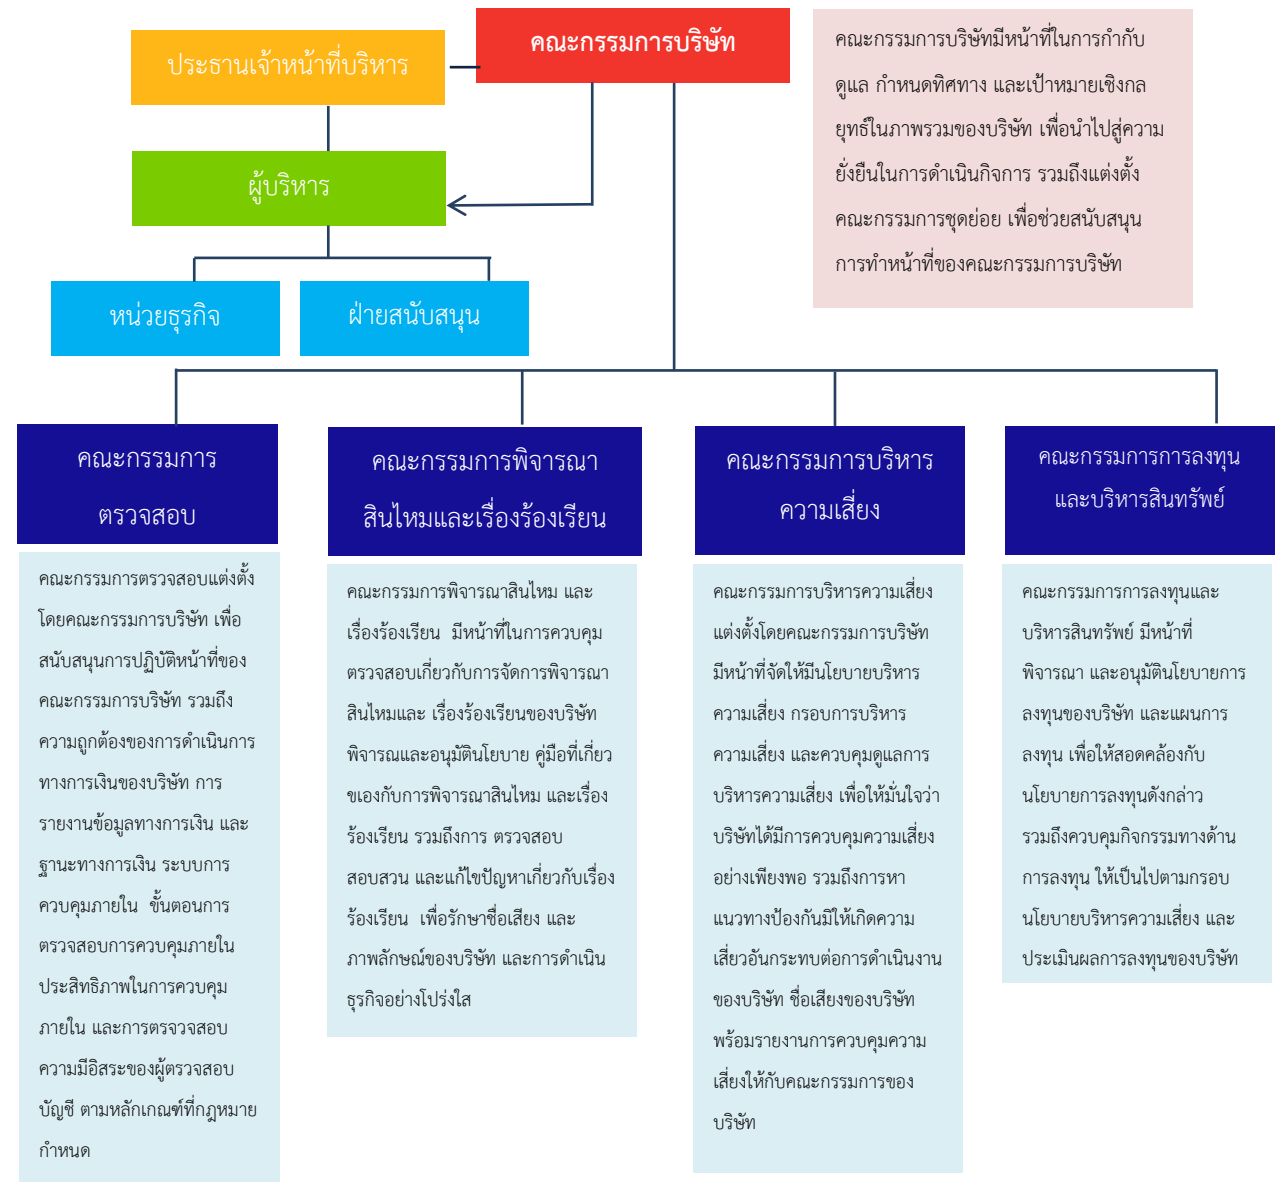 คณะกรรมการบริษัท
ประธานเจ้าหน้าที่บริหาร
ผู้บริหาร
หน่วยธุรกิจ
ฝ่ายสนับสนุน
คณะกรรมการบริษัทมีหน้าที่ในการกำกับ
ดูแล กำหนดทิศทาง และเป้าหมายเชิงกล
ยุทธ์ในภาพรวมของบริษัท เพื่อนำไปสู่ความ
ยั่งยืนในการดำเนินกิจการ รวมถึงแต่งตั้ง
คณะกรรมการชุดย่อย เพื่อช่วยสนับสนุน
การทำหน้าที่ของคณะกรรมการบริษัท
คณะกรรมการ
ตรวจสอบ
คณะกรรมการตรวจสอบแต่งตั้ง
โดยคณะกรรมการบริษัท เพื่อ
สนับสนุนการปฏิบัติหน้าที่ของ
คณะกรรมการบริษัท รวมถึง
ความถูกต้องของการดำเนินการ
ทางการเงินของบริษัท การ
รายงานข้อมูลทางการเงิน และ
ฐานะทางการเงิน ระบบการ
ควบคุมภายใน ขั้นตอนการ
ตรวจสอบการควบคุมภายใน
ประสิทธิภาพในการควบคุม
ภายใน และการตรจวจสอบ
ความมีอิสระของผู้ตรวจสอบ
บัญชี ตามหลักเกณฑ์ที่กฎหมาย
กำหนด
คณะกรรมการพิจารณา
สินไหมและเรื่องร้องเรียน
คณะกรรมการพิจารณาสินไหม และ
เรื่องร้องเรียน มีหน้าที่ในการควบคุม
ตรวจสอบเกี่ยวกับการจัดการพิจารณา
สินไหมและ เรื่องร้องเรียนของบริษัท
พิจารณและอนุมัตินโยบาย คู่มือที่เกี่ยว
ขเองกับการพิจารณาสินไหม และเรื่อง
ร้องเรียน รวมถึงการ ตรวจสอบ
สอบสวน และแก้ไขปัญหาเกี่ยวกับเรื่อง
ร้องเรียน เพื่อรักษาชื่อเสียง และ
ภาพลักษณ์ของบริษัท และการดำเนิน
ธุรกิจอย่างโปร่งใส
คณะกรรมการบริหาร
ความเสี่ยง
คณะกรรมการบริหารความเสี่ยง
แต่งตั้งโดยคณะกรรมการบริษัท
มีหน้าที่จัดให้มีนโยบายบริหาร
ความเสี่ยง กรอบการบริหาร
ความเสี่ยง และควบคุมดูแลการ
บริหารความเสี่ยง เพื่อให้มั่นใจว่า
บริษัทได้มีการควบคุมความเสี่ยง
อย่างเพียงพอ รวมถึงการหา
แนวทางป้องกันมิให้เกิดความ
เสี่ยวอันกระทบต่อการดำเนินงาน
ของบริษัท ชื่อเสียงของบริษัท
พร้อมรายงานการควบคุมความ
เสี่ยงให้กับคณะกรรมการของ
บริษัท
คณะกรรมการการลงทุน
และบริหารสินทรัพย์
คณะกรรมการการลงทุนและ
บริหารสินทรัพย์ มีหน้าที่
พิจารณา และอนุมัตินโยบายการ
ลงทุนของบริษัท และแผนการ
ลงทุน เพื่อให้สอดคล้องกับ
นโยบายการลงทุนดังกล่าว
รวมถึงควบคุมกิจกรรมทางด้าน
การลงทุน ให้เป็นไปตามกรอบ
นโยบายบริหารความเสี่ยง และ
ประเมินผลการลงทุนของบริษัท